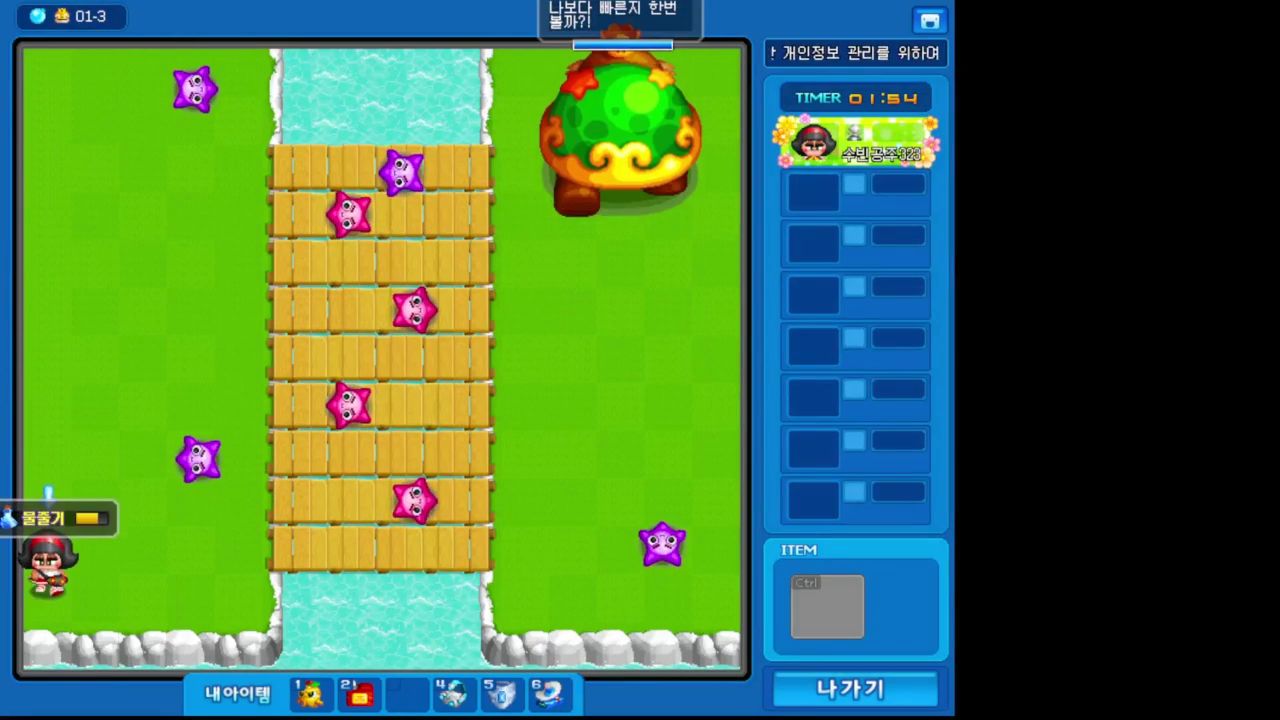 01-3
나보다 빠른지 한번
볼까?!
! 개인정보 관리를 위하며
TIMER 01:54
수빈공주323
물줄기
ITEM
Ctrl
내아이템
1
2
4
5
6
나가기